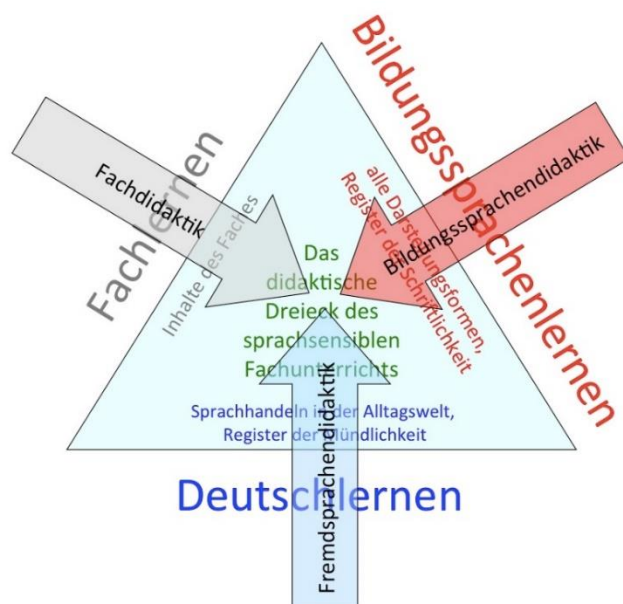 Fachlernen
Fachdidaktik
Inhalte des Faches
Bildungssprachenlernen
Bildungssprachendidaktik
alle Darstellungsformen,
Register der Schriftlichkeit
Das
didaktische
Dreieck des
sprachsensiblen
Fachunterrichts
Sprachhandeln in der Alltagswelt,
Register der Mündlichkeit
Deutschlernen
Fremdsprachendidaktik